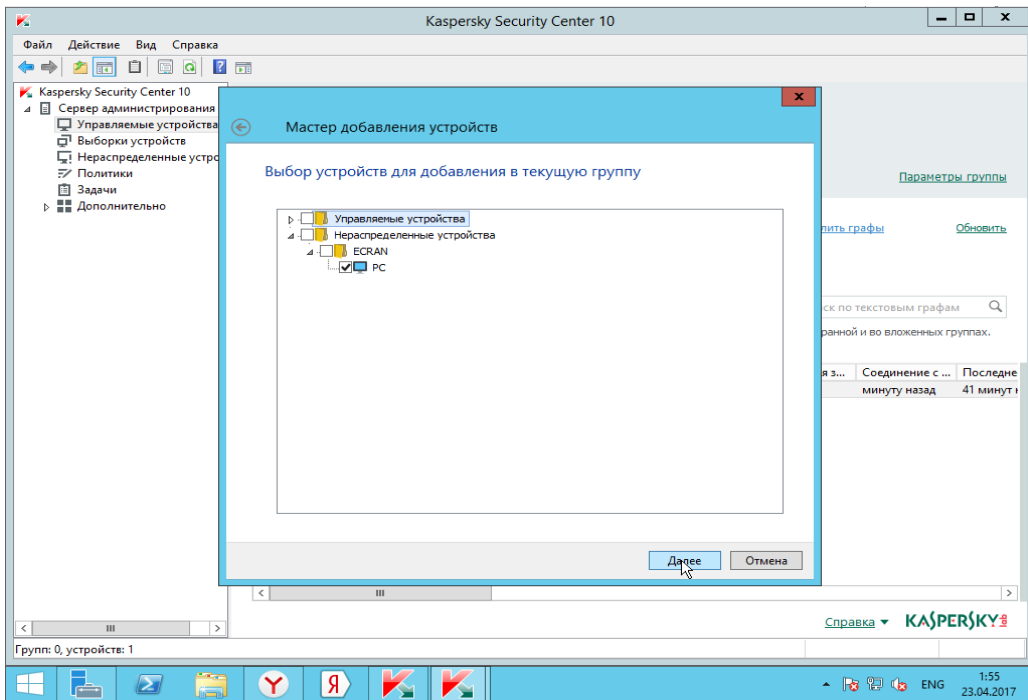 Kaspersky Security Center 10
Файл Действие Вид Справка
Kaspersky Security Center 10
Сервер администрирования
Управляемые устройства
Выборки устройств
Нераспределенные устро
Политики
Задачи
Дополнительно
Мастер добавления устройств
Выбор устройств для добавления в текущую группу
Управляемые устройства
Нераспределенные устройства
ECRAN
PC
Далее Отмена
Параметры группы
лить графы Обновить
ск по текстовым графам
ранной и во вложенных группах.
я з... Соединение с ... Последне
минуту назад 41 минут н
Справка KASPERSKY lab
Групп: 0, устройств: 1
ENG
1:55
23.04.2017